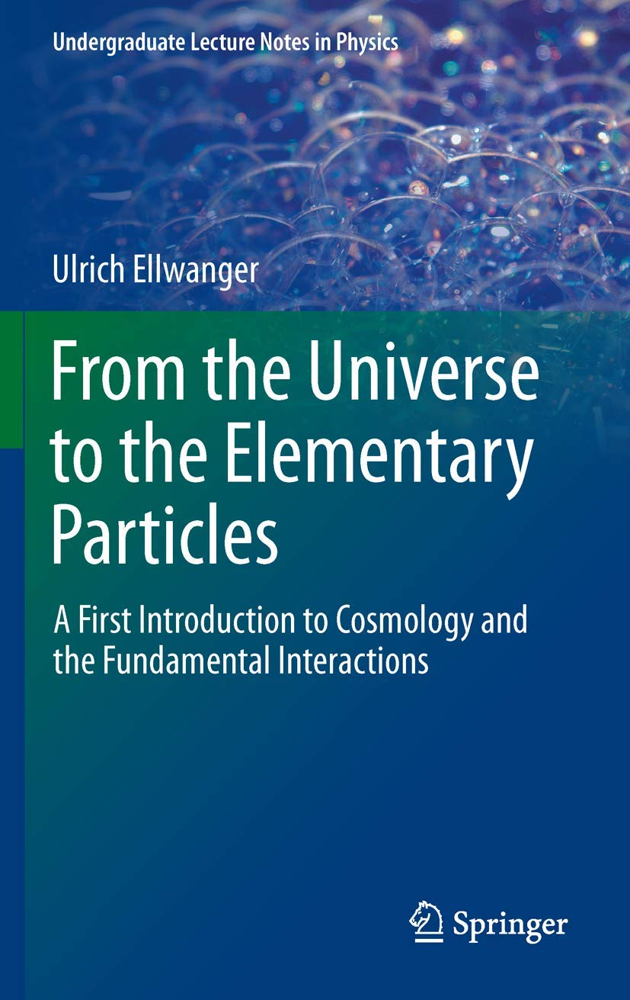 Undergraduate Lecture Notes in Physics
Ulrich Ellwanger
From the Universe
to the Elementary
Particles
A First Introduction to Cosmology and
the Fundamental Interactions
Springer